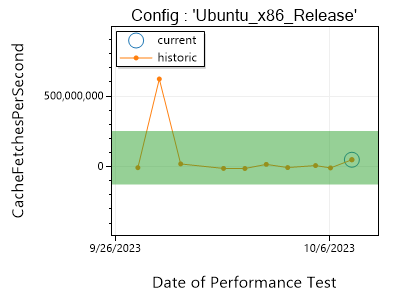 Config : 'Ubuntu_x86_Release'
current
historic
CacheFetchesPerSecond
500,000,000
0
9/26/2023
10/6/2023
Date of Performance Test